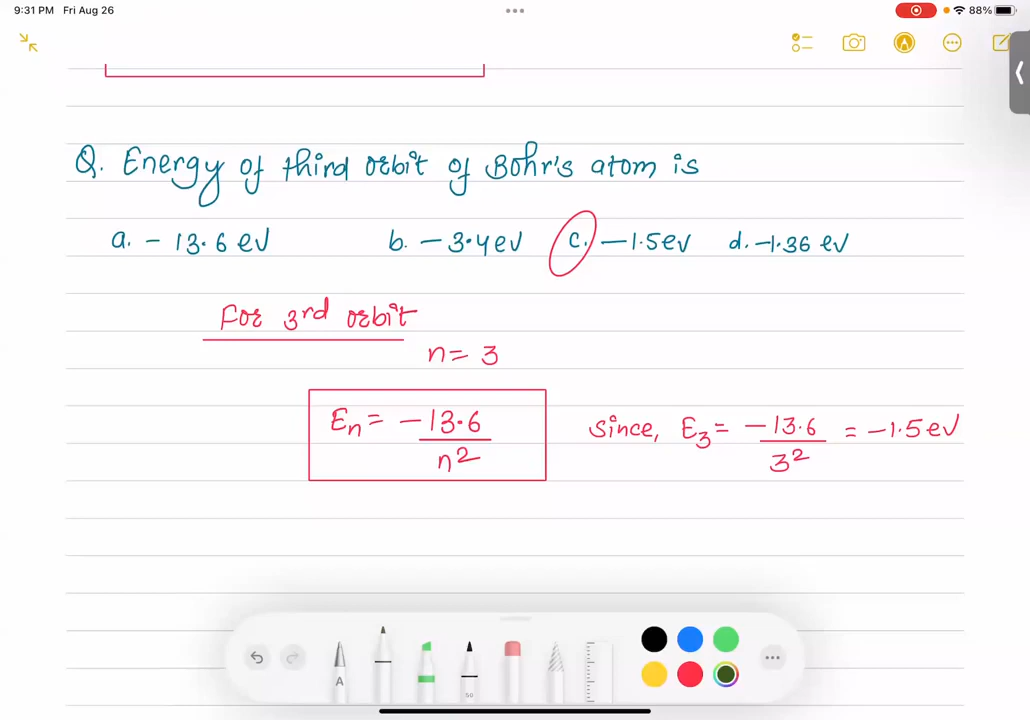 9:31 PM Fri Aug 26
88%
Q. Energy of third orbit of Bohr's atom is
a. -13.6 eV b. -3.4 eV c. -1.5 eV d. -1.36 eV
For 3rd orbit
n = 3
En = -13.6 / n² since, E3 = -13.6 / 3² = -1.5 eV
A
50